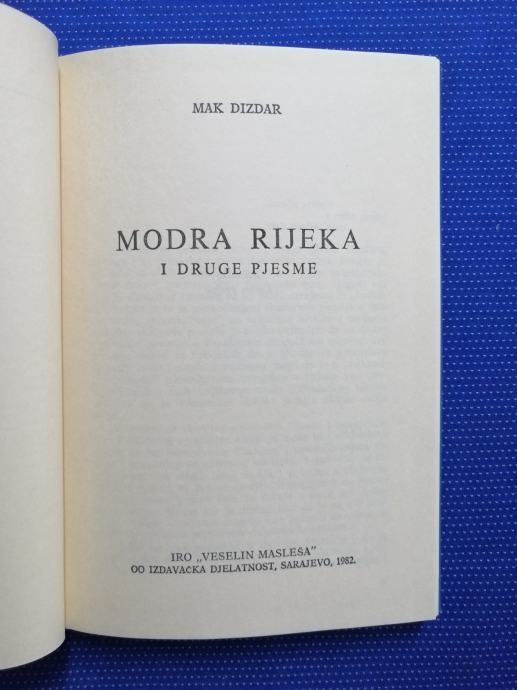 MAK DIZDAR
MODRA RIJEKA
I DRUGE PJESME
IRO „VESELIN MASLEŠA”
OO IZDAVAČKA DJELATNOST, SARAJEVO, 1982.